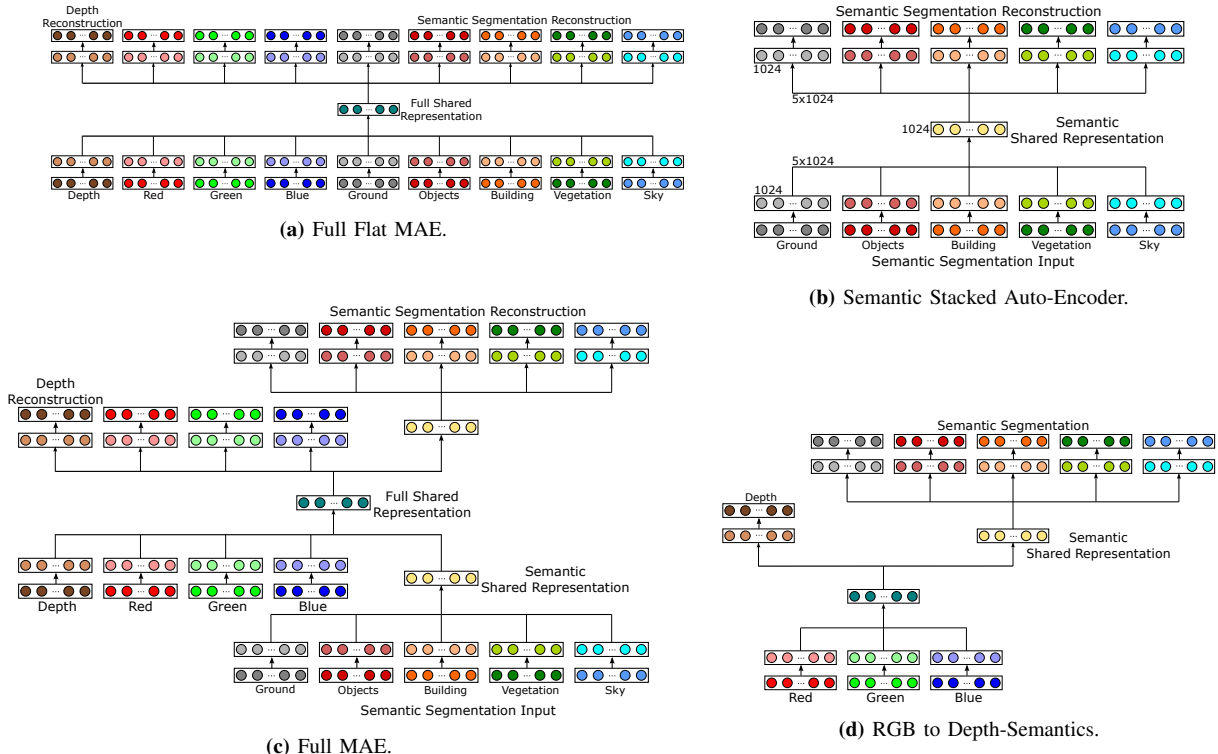 Depth
Reconstruction
Semantic Segmentation Reconstruction
Full Shared
Representation
Depth
Red
Green
Blue
Ground
Objects
Building
Vegetation
Sky
(a) Full Flat MAE.
Semantic Segmentation Reconstruction
1024
5x1024
1024
Semantic
Shared Representation
5x1024
1024
Ground
Objects
Building
Vegetation
Sky
Semantic Segmentation Input
(b) Semantic Stacked Auto-Encoder.
Semantic Segmentation Reconstruction
Depth
Reconstruction
Full Shared
Representation
Semantic
Shared Representation
Depth
Red
Green
Blue
Ground
Objects
Building
Vegetation
Sky
Semantic Segmentation Input
(c) Full MAE.
Semantic Segmentation
Depth
Semantic
Shared Representation
Red
Green
Blue
(d) RGB to Depth-Semantics.